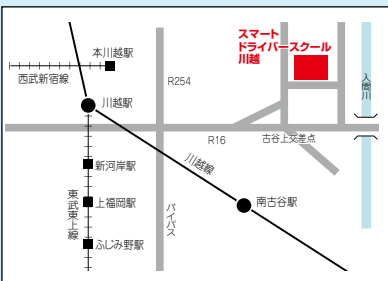 スマート
ドライバースクール
川越
本川越駅
西武新宿線
R254
入間川
川越駅
R16
古谷上交差点
新河岸駅
川越線
東武東上線
上福岡駅
バイパス
南古谷駅
ふじみ野駅